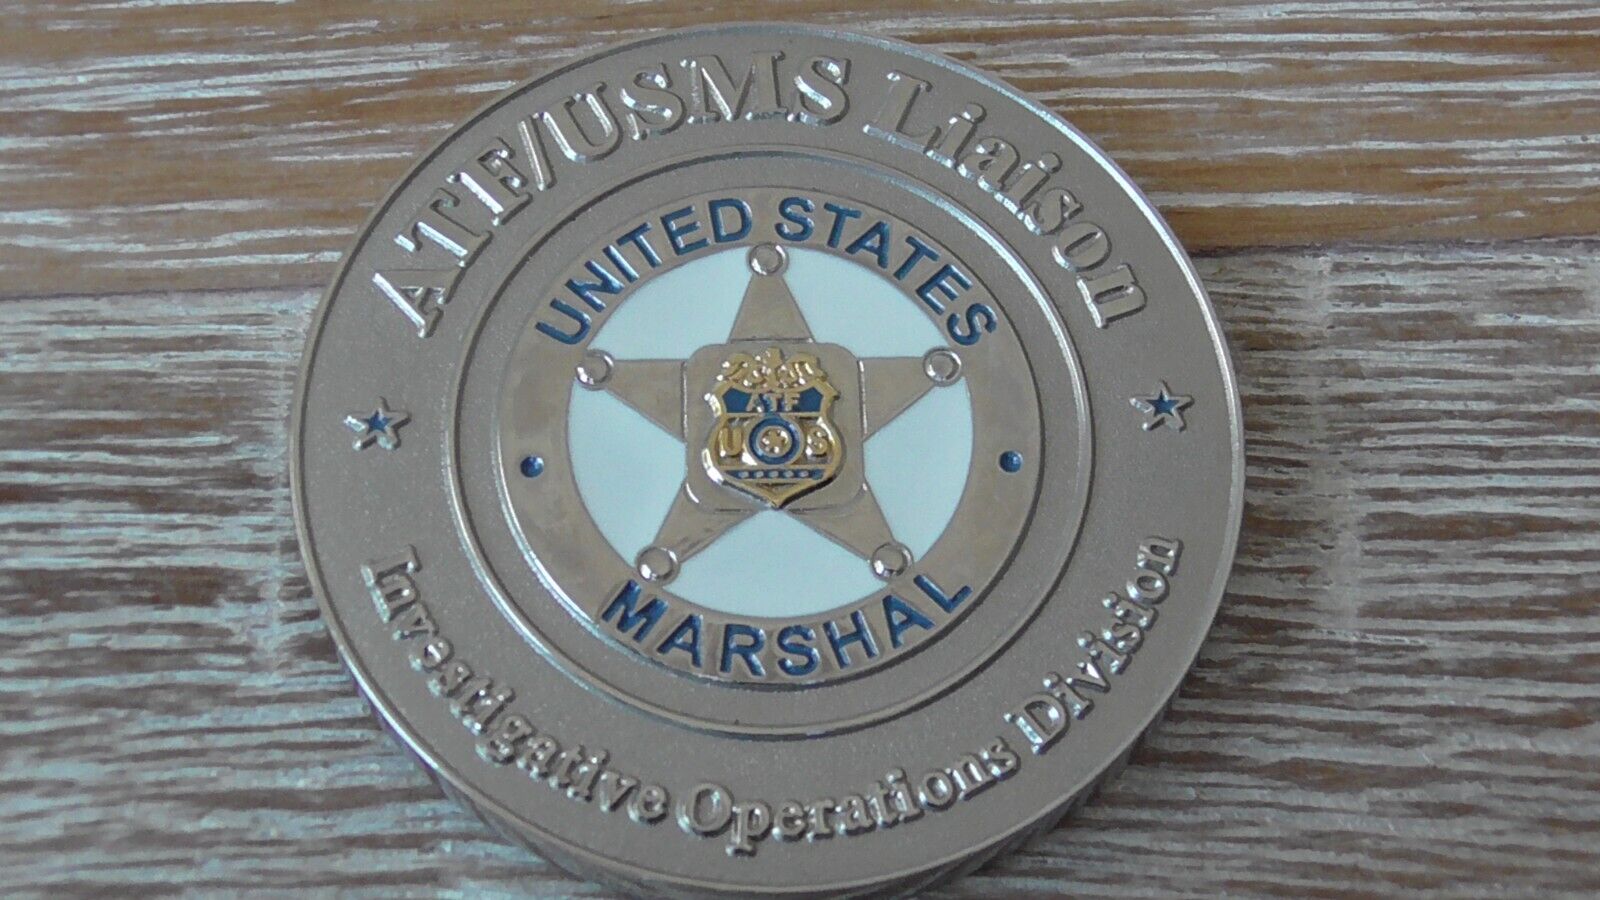 ATF/USMS Liaison
UNITED STATES
ATF
U S
MARSHAL
Investigative Operations Division